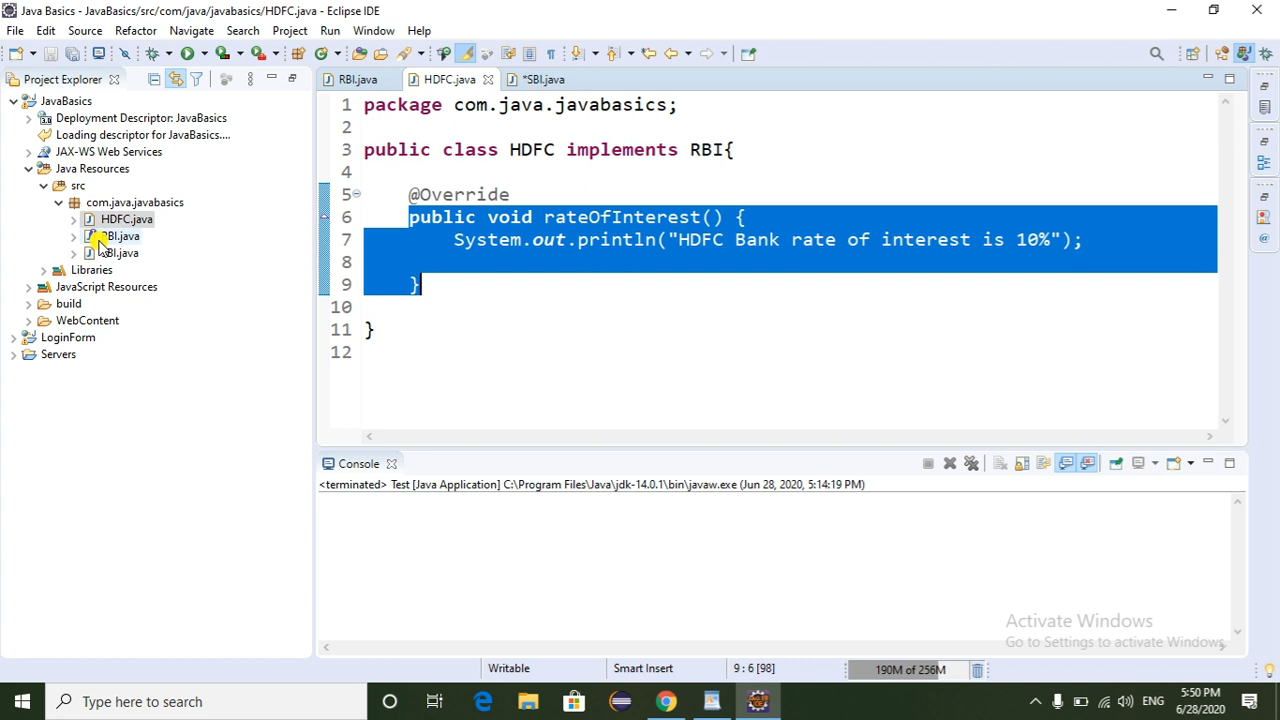 Java Basics - JavaBasics/src/com/java/javabasics/HDFC.java - Eclipse IDE
File Edit Source Refactor Navigate Search Project Run Window Help
Project Explorer
JavaBasics
Deployment Descriptor: JavaBasics
Loading descriptor for JavaBasics....
JAX-WS Web Services
Java Resources
src
com.java.javabasics
HDFC.java
RBI.java
SBI.java
Libraries
JavaScript Resources
build
WebContent
LoginForm
Servers
RBI.java HDFC.java *SBI.java
1 package com.java.javabasics;
2
3 public class HDFC implements RBI{
4
5 @Override
6 public void rateOfInterest() {
7 System.out.println("HDFC Bank rate of interest is 10%");
8
9 }
10
11 }
12
Console
<terminated> Test [Java Application] C:\Program Files\Java\jdk-14.0.1\bin\javaw.exe (Jun 28, 2020, 5:14:19 PM)
Activate Windows
Go to Settings to activate Windows.
Writable Smart Insert 9 : 6 [98] 190M of 256M
Type here to search
ENG
5:50 PM
6/28/2020